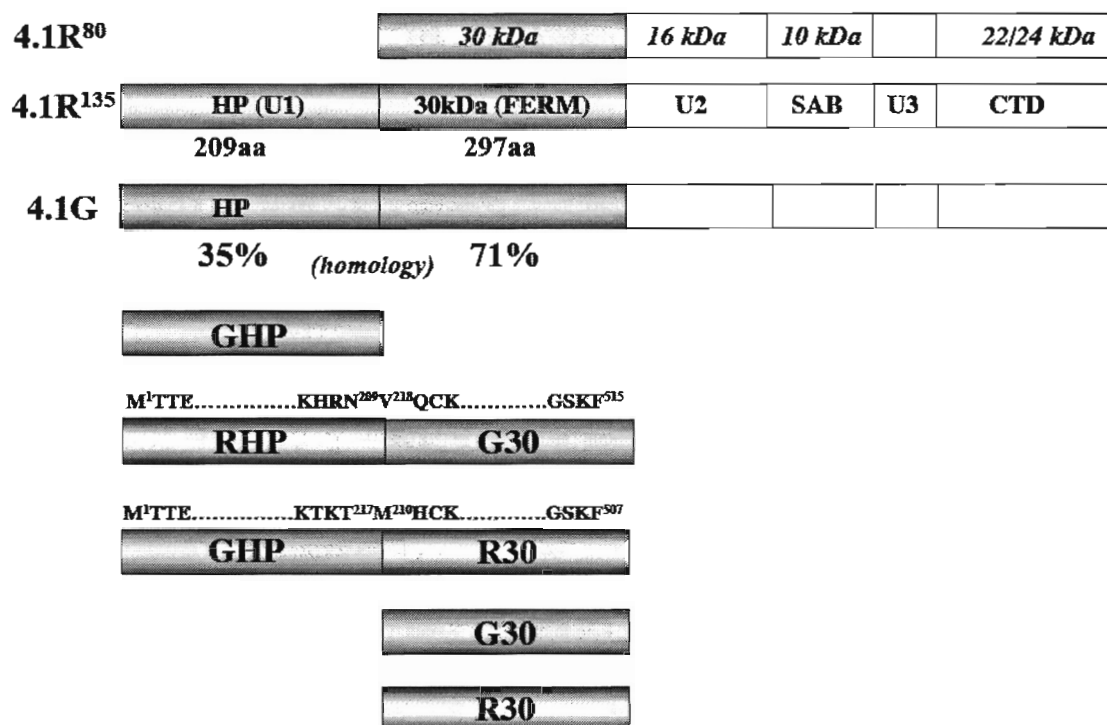 4.1R⁸⁰ 30 kDa 16 kDa 10 kDa 22/24 kDa
4.1R¹³⁵ HP (U1) 30kDa (FERM) U2 SAB U3 CTD
209aa 297aa
4.1G HP
35% (homology) 71%
GHP
M¹TTE..............KHRN²⁰⁹V²¹⁸QCK............GSKF⁵¹⁵
RHP G30
M¹TTE..............KTKT²¹⁷M²¹⁰HCK............GSKF⁵⁰⁷
GHP R30
G30
R30